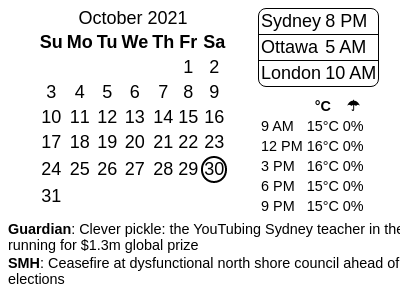 October 2021
Su Mo Tu We Th Fr Sa
1 2
3 4 5 6 7 8 9
10 11 12 13 14 15 16
17 18 19 20 21 22 23
24 25 26 27 28 29 30
31
Sydney 8 PM
Ottawa 5 AM
London 10 AM
°C ☂
9 AM 15°C 0%
12 PM 16°C 0%
3 PM 16°C 0%
6 PM 15°C 0%
9 PM 15°C 0%
Guardian: Clever pickle: the YouTubing Sydney teacher in the
running for $1.3m global prize
SMH: Ceasefire at dysfunctional north shore council ahead of
elections